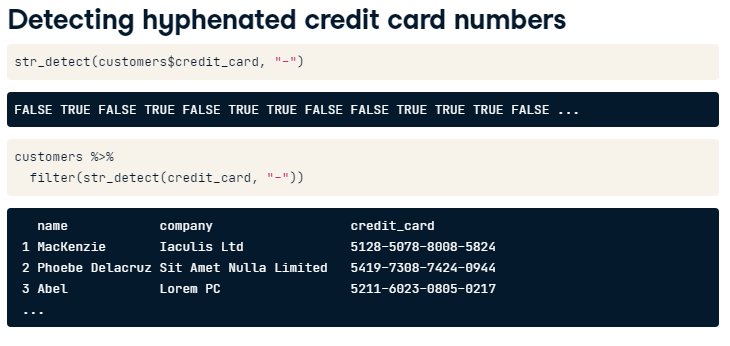 Detecting hyphenated credit card numbers
str_detect(customers$credit_card, "-")
FALSE TRUE FALSE TRUE FALSE TRUE TRUE FALSE FALSE TRUE TRUE TRUE FALSE ...
customers %>%
  filter(str_detect(credit_card, "-"))
  name           company                  credit_card
1 MacKenzie      Iaculis Ltd              5128-5078-8008-5824
2 Phoebe Delacruz Sit Amet Nulla Limited   5419-7308-7424-0944
3 Abel           Lorem PC                 5211-6023-0805-0217
...